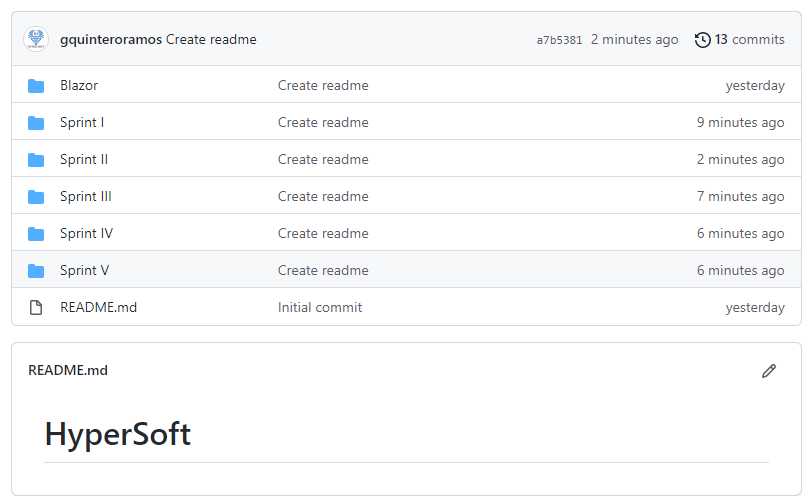 gquinteroramos Create readme a7b5381 2 minutes ago 13 commits
Blazor Create readme yesterday
Sprint I Create readme 9 minutes ago
Sprint II Create readme 2 minutes ago
Sprint III Create readme 7 minutes ago
Sprint IV Create readme 6 minutes ago
Sprint V Create readme 6 minutes ago
README.md Initial commit yesterday
README.md
HyperSoft